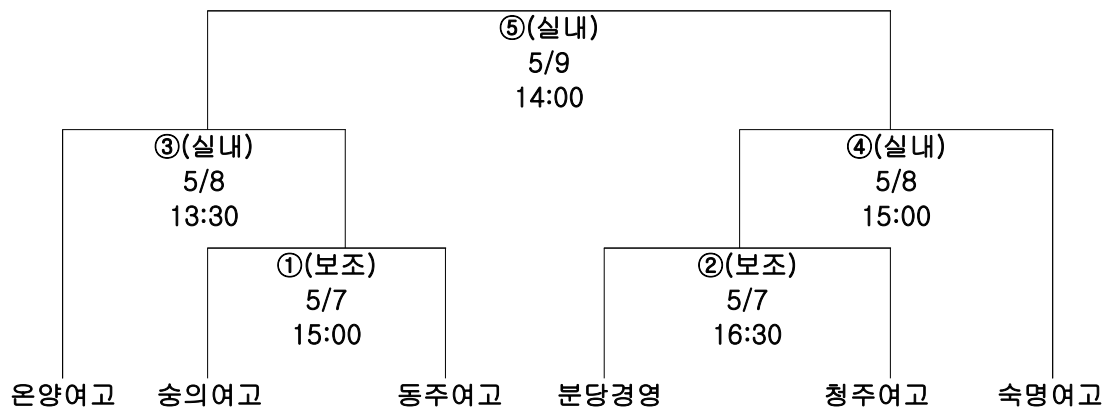 ⑤(실내)
5/9
14:00
③(실내)
5/8
13:30
④(실내)
5/8
15:00
①(보조)
5/7
15:00
②(보조)
5/7
16:30
온양여고 숭의여고 동주여고 분당경영 청주여고 숙명여고